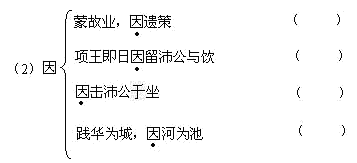 蒙故业，因遗策 （ ）
项王即日因留沛公与饮 （ ）
（2）因
因击沛公于坐 （ ）
践华为城，因河为池 （ ）